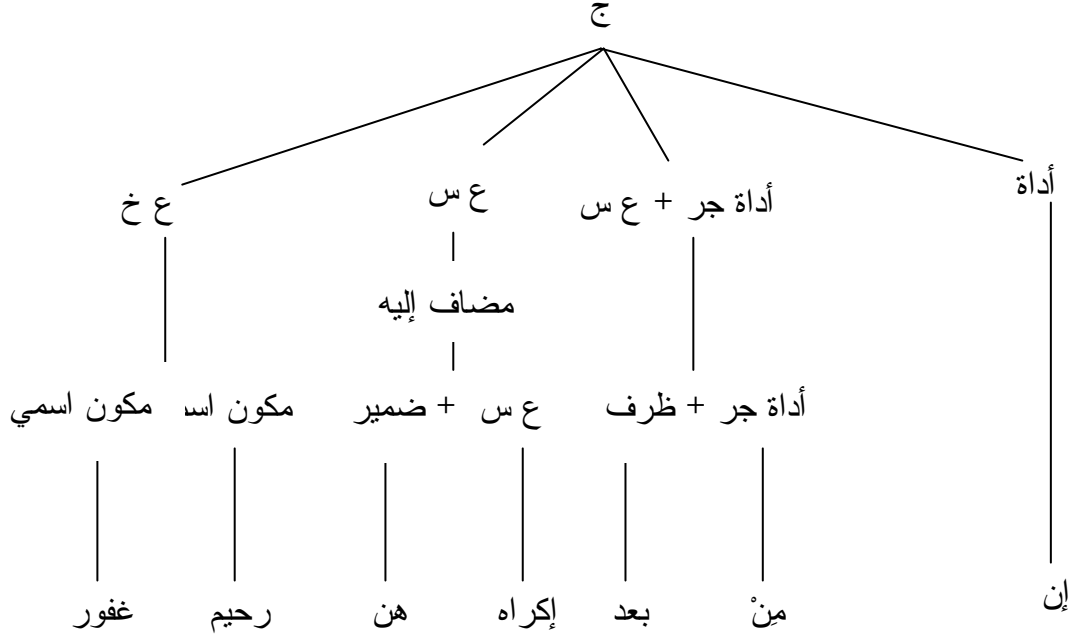 ج
أداة
أداة جر + ع س
ع س
ع خ
مضاف إليه
أداة جر + ظرف
ع س + ضمير
مكون اسم
مكون اسمي
إن
مِنْ
بعد
إكراه
هن
رحيم
غفور